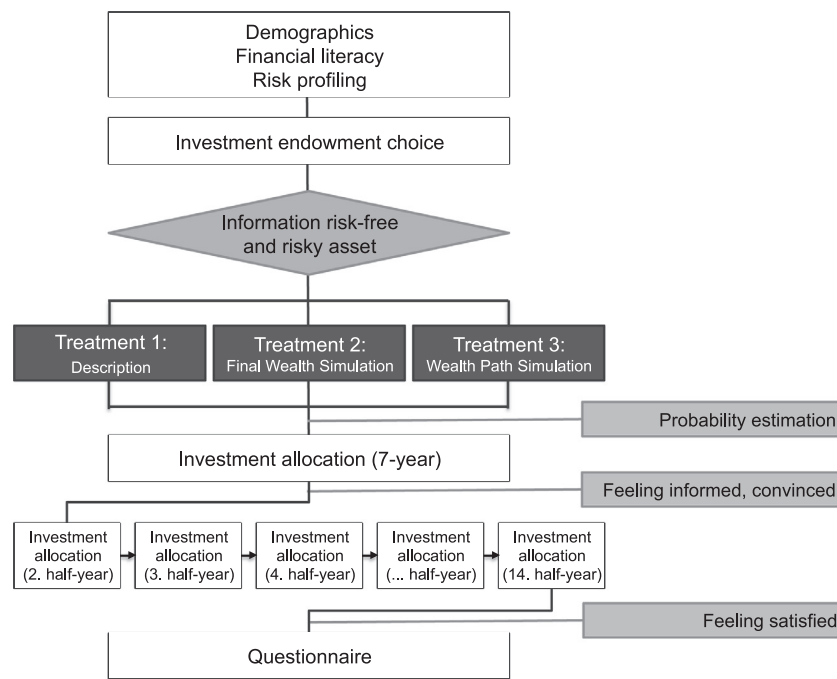 Demographics
Financial literacy
Risk profiling
Investment endowment choice
Information risk-free
and risky asset
Treatment 1:
Description
Treatment 2:
Final Wealth Simulation
Treatment 3:
Wealth Path Simulation
Probability estimation
Investment allocation (7-year)
Feeling informed, convinced
Investment
allocation
(2. half-year)
Investment
allocation
(3. half-year)
Investment
allocation
(4. half-year)
Investment
allocation
(... half-year)
Investment
allocation
(14. half-year)
Feeling satisfied
Questionnaire